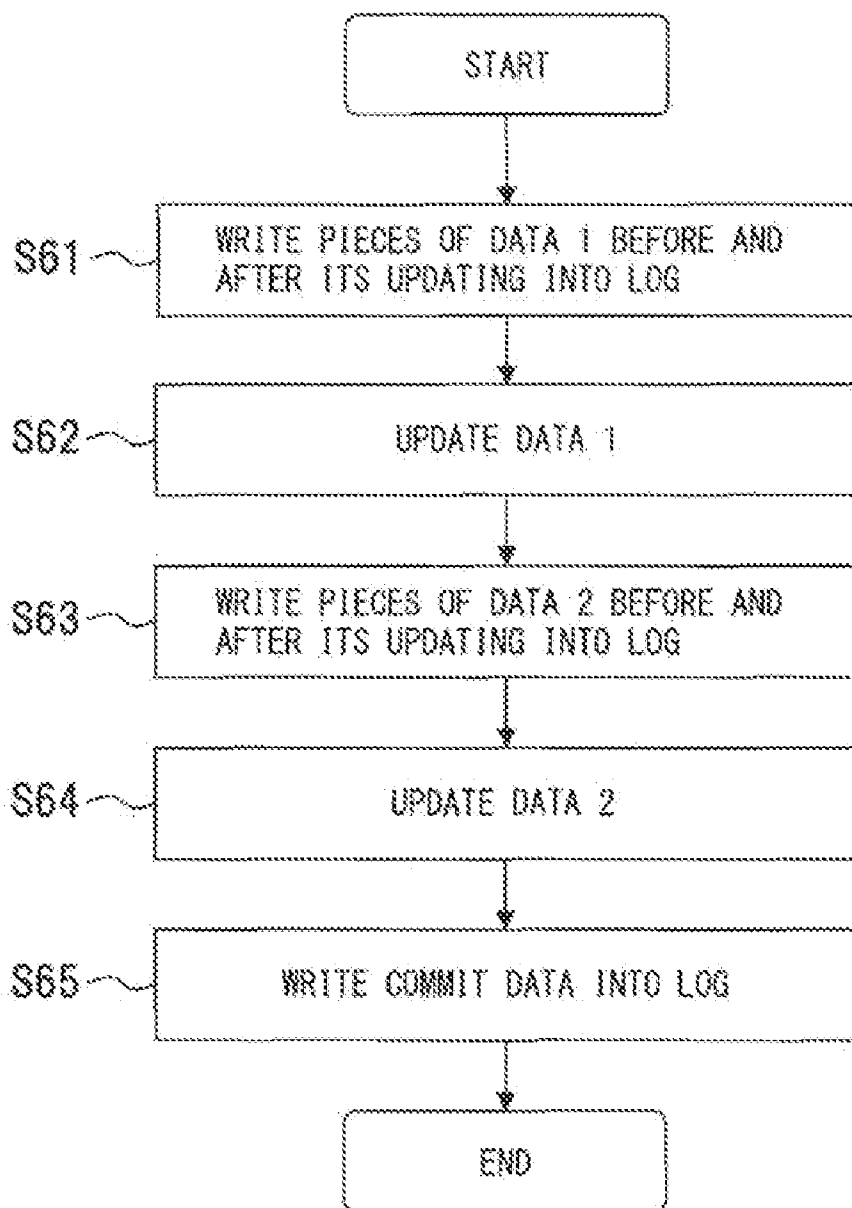 START
S61
WRITE PIECES OF DATA 1 BEFORE AND
AFTER ITS UPDATING INTO LOG
S62
UPDATE DATA 1
S63
WRITE PIECES OF DATA 2 BEFORE AND
AFTER ITS UPDATING INTO LOG
S64
UPDATE DATA 2
S65
WRITE COMMIT DATA INTO LOG
END